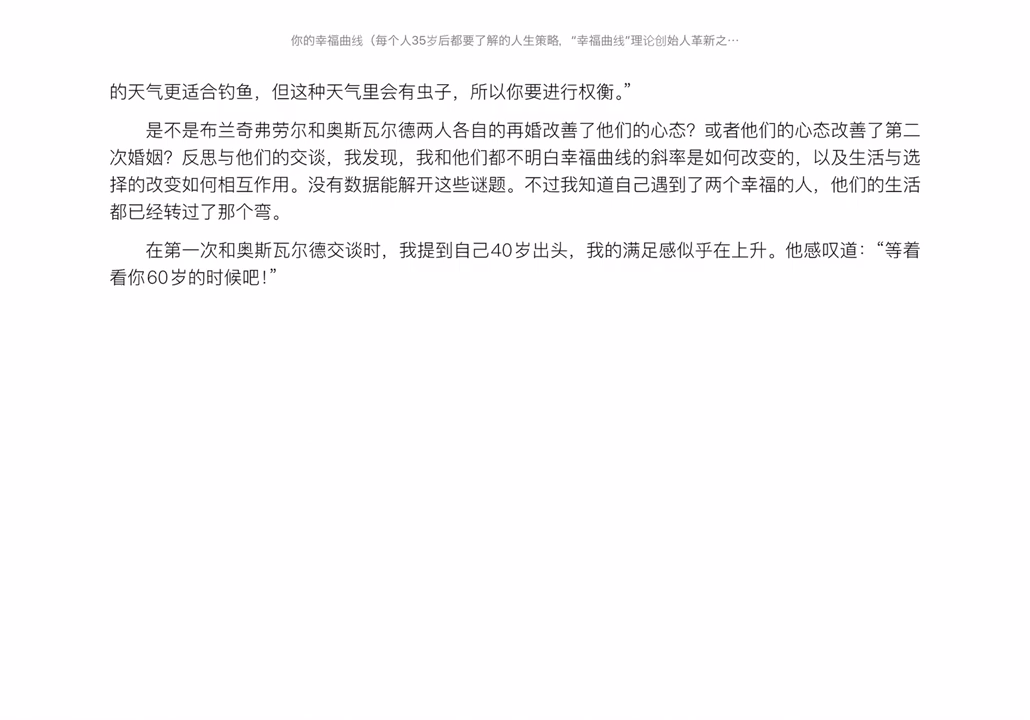 你的幸福曲线（每个人35岁后都要了解的人生策略，“幸福曲线”理论创始人革新之…
的天气更适合钓鱼，但这种天气里会有虫子，所以你要进行权衡。”
是不是布兰奇弗劳尔和奥斯瓦尔德两人各自的再婚改善了他们的心态？或者他们的心态改善了第二
次婚姻？反思与他们的交谈，我发现，我和他们都不明白幸福曲线的斜率是如何改变的，以及生活与选
择的改变如何相互作用。没有数据能解开这些谜题。不过我知道自己遇到了两个幸福的人，他们的生活
都已经转过了那个弯。
在第一次和奥斯瓦尔德交谈时，我提到自己40岁出头，我的满足感似乎在上升。他感叹道：“等着
看你60岁的时候吧！”